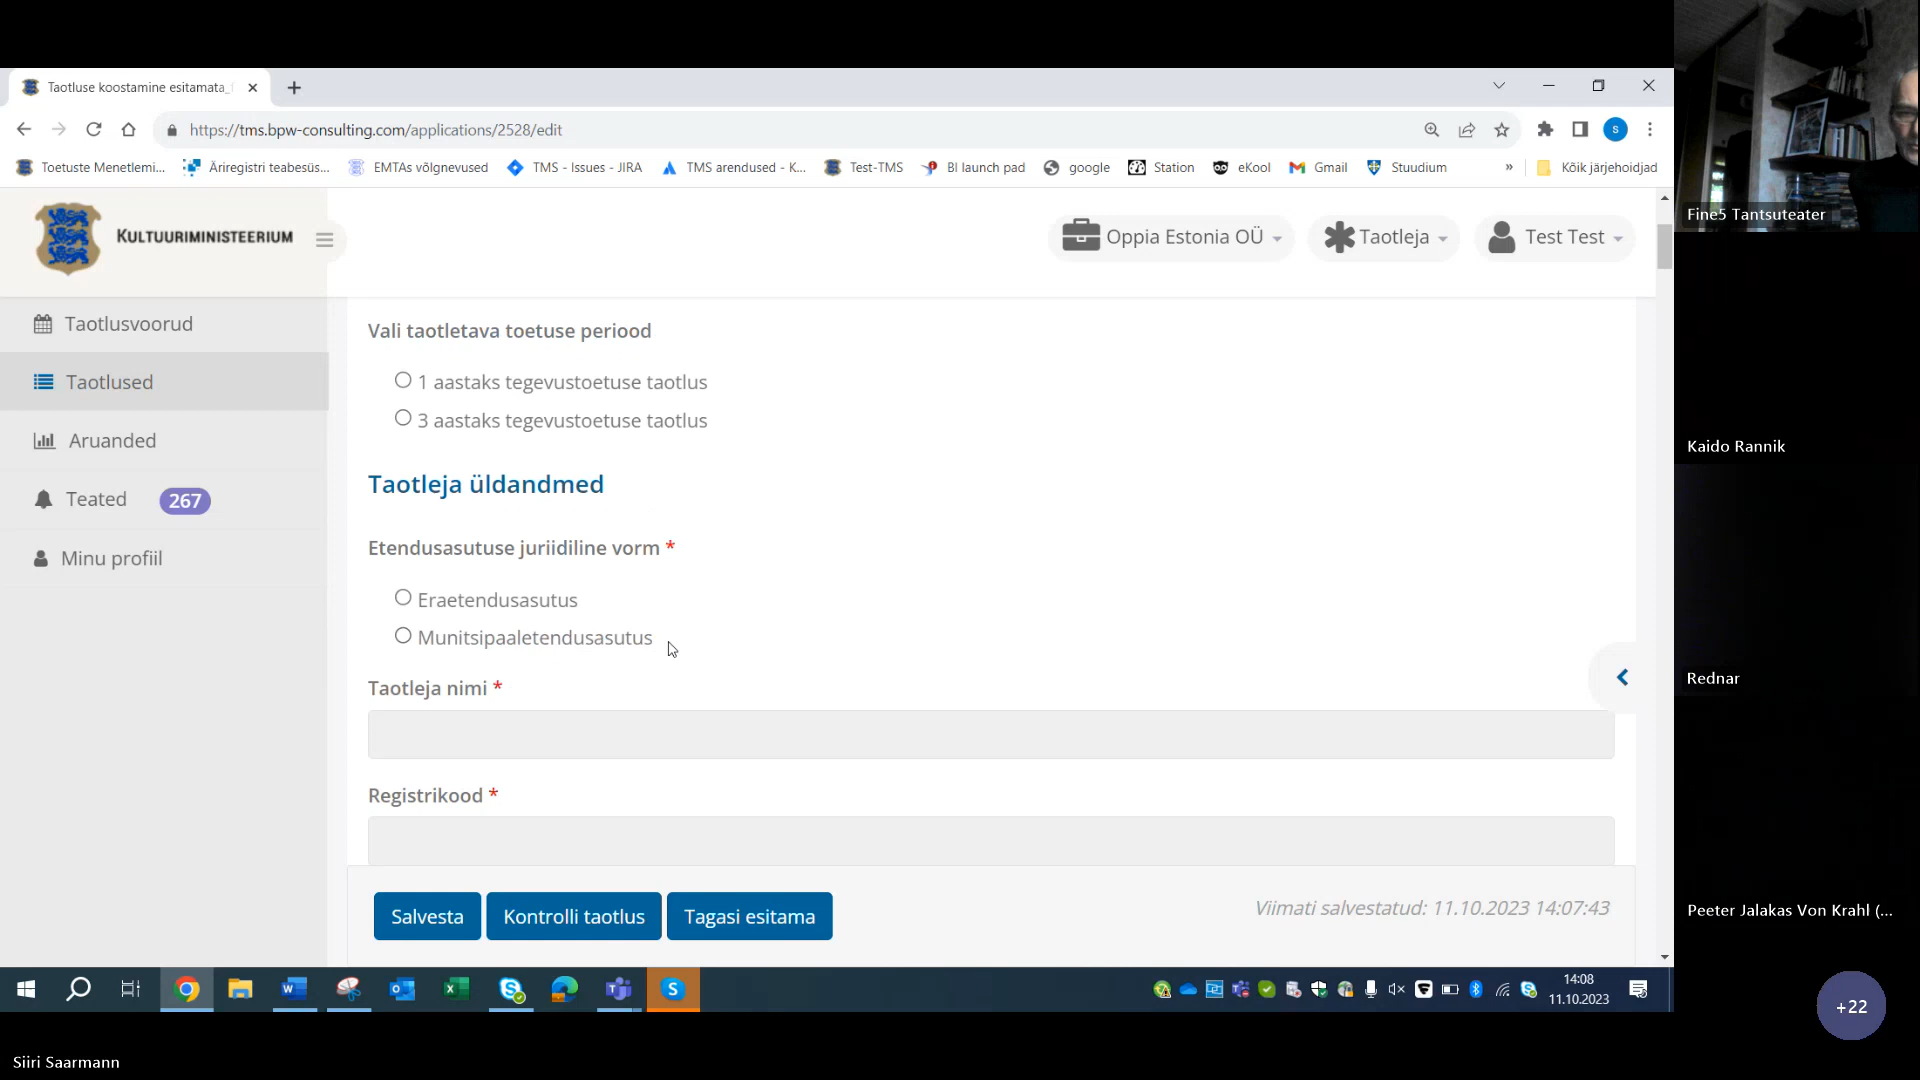 Taotluse koostamine esitamata_
https://tms.bpw-consulting.com/applications/2528/edit
S
Toetuste Menetlemi... Äriregistri teabesüs... EMTAs võlgnevused TMS - Issues - JIRA TMS arendused - K... Test-TMS BI launch pad google Station eKool Gmail Stuudium » Kõik järjehoidjad
KULTUURIMINISTEERIUM
Oppia Estonia OÜ Taotleja Test Test
Taotlusvoorud
Taotlused
Aruanded
Teated 267
Minu profiil
Vali taotletava toetuse periood
1 aastaks tegevustoetuse taotlus
3 aastaks tegevustoetuse taotlus
Taotleja üldandmed
Etendusasutuse juriidiline vorm *
Eraetendusasutus
Munitsipaaletendusasutus
Taotleja nimi *
Registrikood *
Salvesta Kontrolli taotlus Tagasi esitama
Viimati salvestatud: 11.10.2023 14:07:43
14:08
11.10.2023
Fine5 Tantsuteater
Kaido Rannik
Rednar
Peeter Jalakas Von Krahl (...
+22
Siiri Saarmann